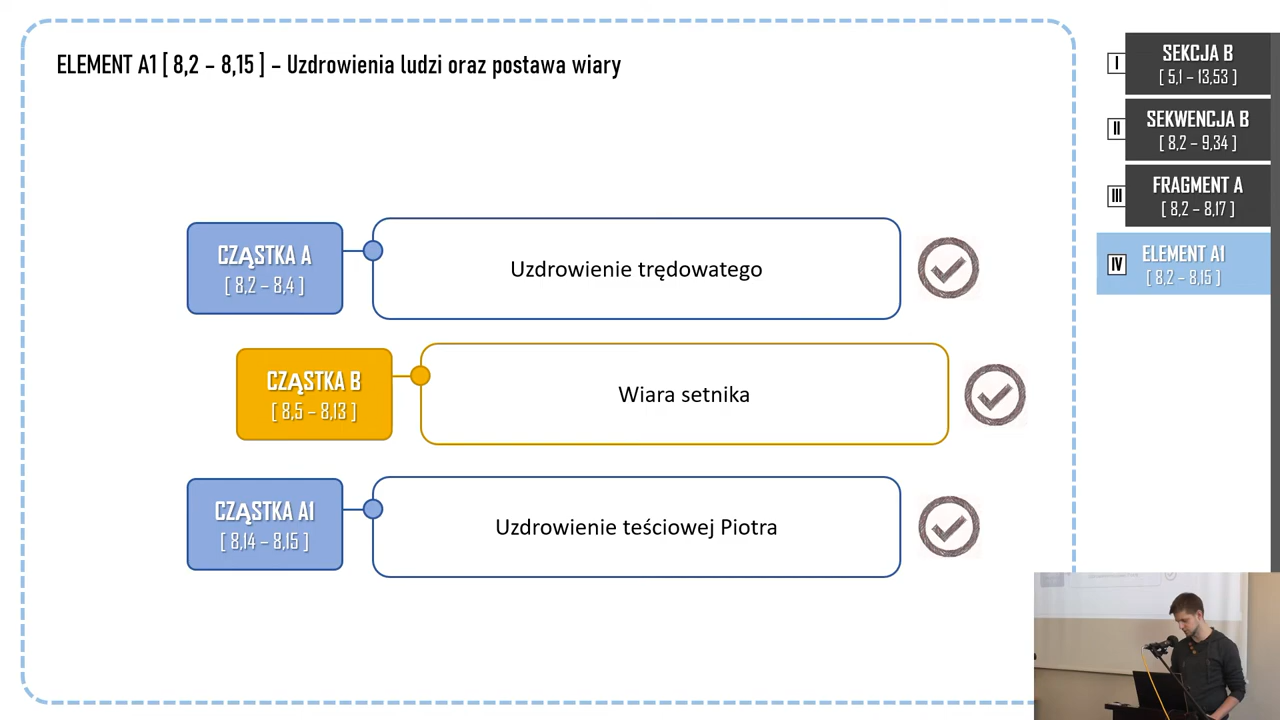 ELEMENT A1 [ 8,2 – 8,15 ] – Uzdrowienia ludzi oraz postawa wiary
CZĄSTKA A
[ 8,2 – 8,4 ]
Uzdrowienie trędowatego
CZĄSTKA B
[ 8,5 – 8,13 ]
Wiara setnika
CZĄSTKA A1
[ 8,14 – 8,15 ]
Uzdrowienie teściowej Piotra
I
SEKCJA B
[ 5,1 – 13,53 ]
II
SEKWENCJA B
[ 8,2 – 9,34 ]
III
FRAGMENT A
[ 8,2 – 8,17 ]
IV
ELEMENT A1
[ 8,2 – 8,15 ]